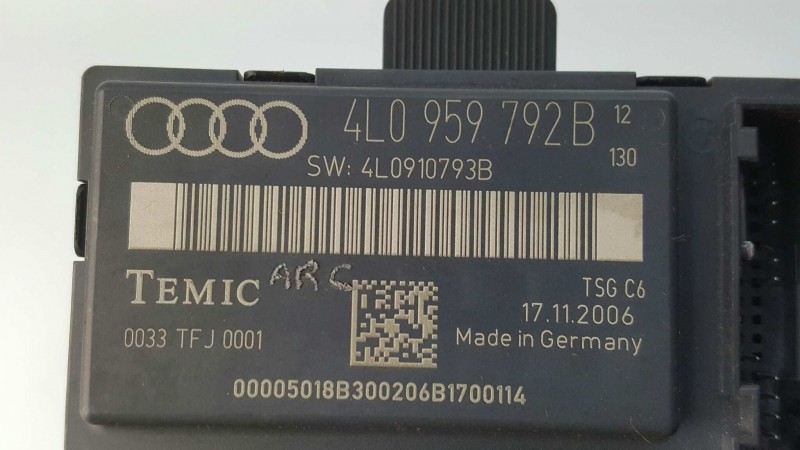 4L0 959 792B 12
130
SW: 4L0910793B
TEMIC ARC
TSG C6
17.11.2006
0033 TFJ 0001
Made in Germany
00005018B300206B1700114